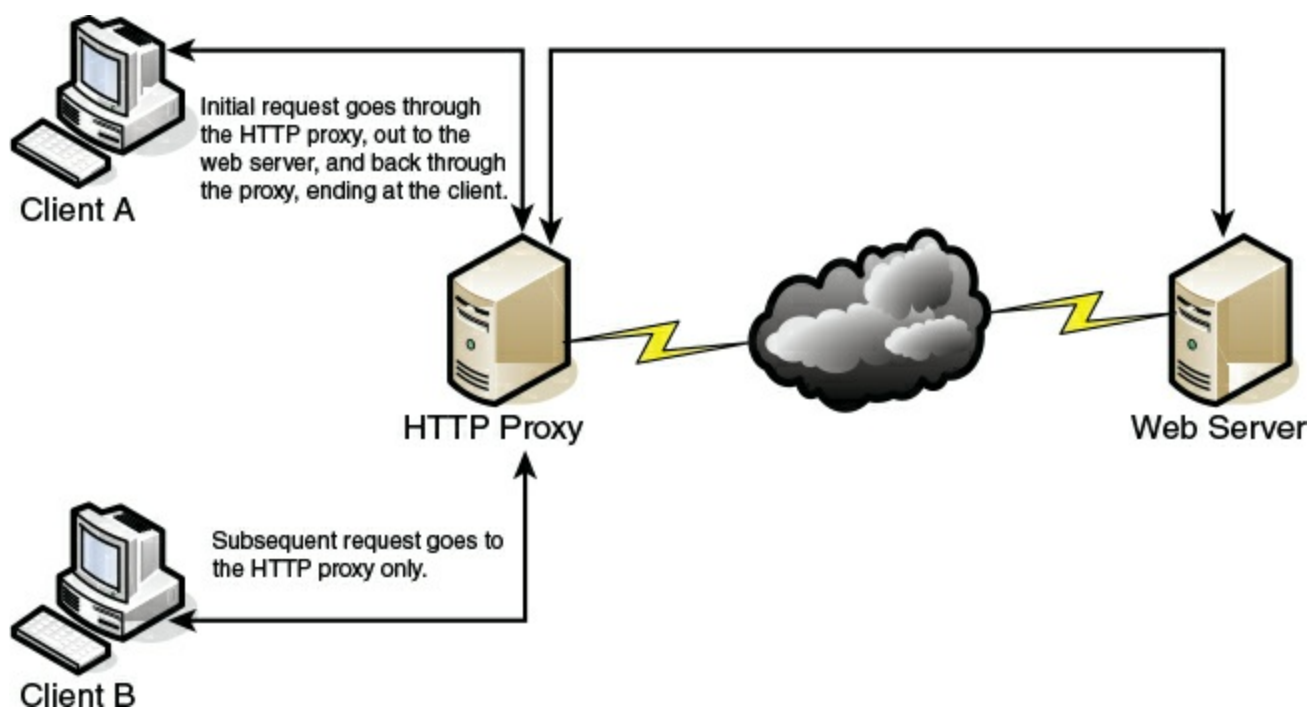 Initial request goes through
the HTTP proxy, out to the
web server, and back through
the proxy, ending at the client.
Client A
HTTP Proxy
Web Server
Subsequent request goes to
the HTTP proxy only.
Client B